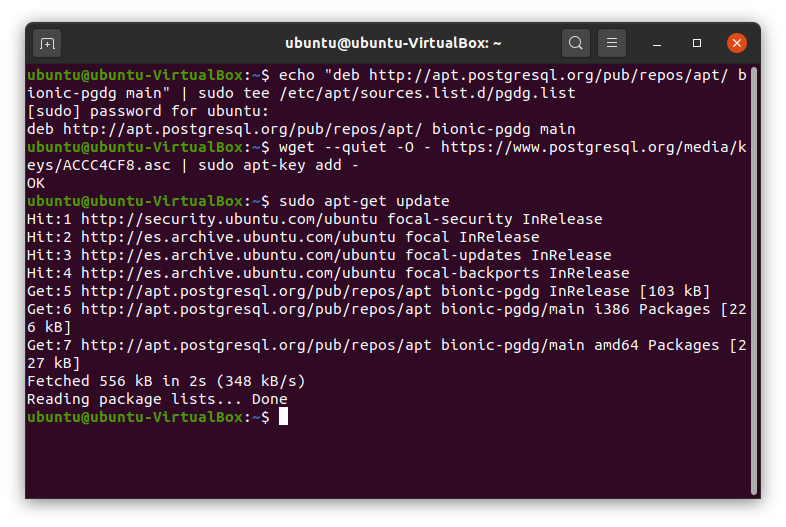 ubuntu@ubuntu-VirtualBox: ~
ubuntu@ubuntu-VirtualBox:~$ echo "deb http://apt.postgresql.org/pub/repos/apt/ b
ionic-pgdg main" | sudo tee /etc/apt/sources.list.d/pgdg.list
[sudo] password for ubuntu:
deb http://apt.postgresql.org/pub/repos/apt/ bionic-pgdg main
ubuntu@ubuntu-VirtualBox:~$ wget --quiet -O - https://www.postgresql.org/media/k
eys/ACCC4CF8.asc | sudo apt-key add -
OK
ubuntu@ubuntu-VirtualBox:~$ sudo apt-get update
Hit:1 http://security.ubuntu.com/ubuntu focal-security InRelease
Hit:2 http://es.archive.ubuntu.com/ubuntu focal InRelease
Hit:3 http://es.archive.ubuntu.com/ubuntu focal-updates InRelease
Hit:4 http://es.archive.ubuntu.com/ubuntu focal-backports InRelease
Get:5 http://apt.postgresql.org/pub/repos/apt bionic-pgdg InRelease [103 kB]
Get:6 http://apt.postgresql.org/pub/repos/apt bionic-pgdg/main i386 Packages [22
6 kB]
Get:7 http://apt.postgresql.org/pub/repos/apt bionic-pgdg/main amd64 Packages [2
27 kB]
Fetched 556 kB in 2s (348 kB/s)
Reading package lists... Done
ubuntu@ubuntu-VirtualBox:~$